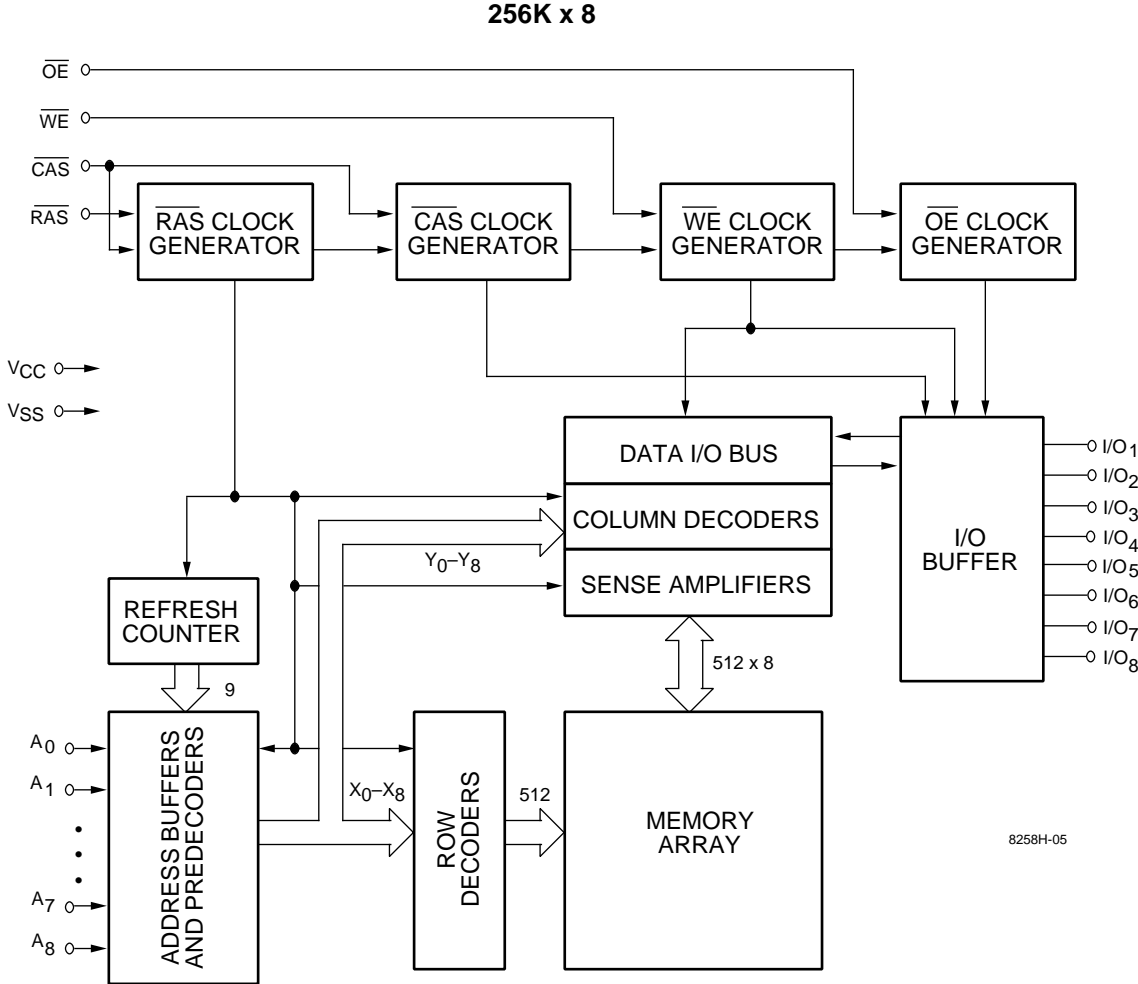 256K x 8
OE
WE
CAS
RAS
RAS CLOCK
GENERATOR
CAS CLOCK
GENERATOR
WE CLOCK
GENERATOR
OE CLOCK
GENERATOR
VCC
VSS
DATA I/O BUS
COLUMN DECODERS
SENSE AMPLIFIERS
Y0–Y8
I/O
BUFFER
I/O1
I/O2
I/O3
I/O4
I/O5
I/O6
I/O7
I/O8
REFRESH
COUNTER
9
512 x 8
A0
A1
•
•
•
A7
A8
ADDRESS BUFFERS
AND PREDECODERS
X0–X8
ROW
DECODERS
512
MEMORY
ARRAY
8258H-05